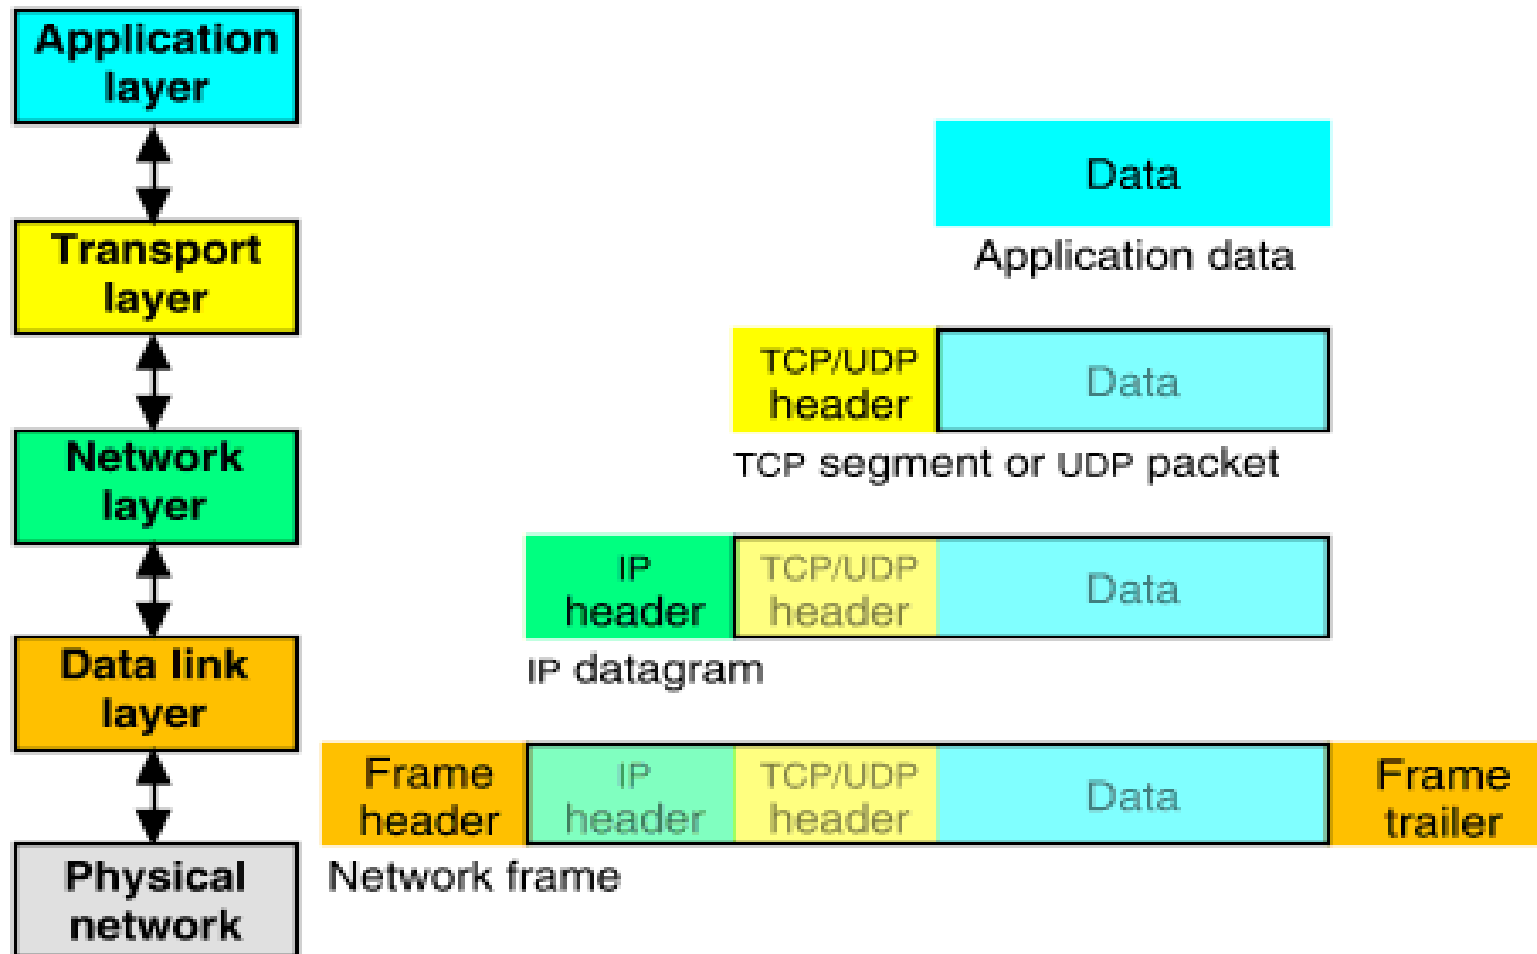 Application
layer
Transport
layer
Network
layer
Data link
layer
Physical
network
Data
Application data
TCP/UDP
header
Data
TCP segment or UDP packet
IP
header
TCP/UDP
header
Data
IP datagram
Frame
header
IP
header
TCP/UDP
header
Data
Frame
trailer
Network frame